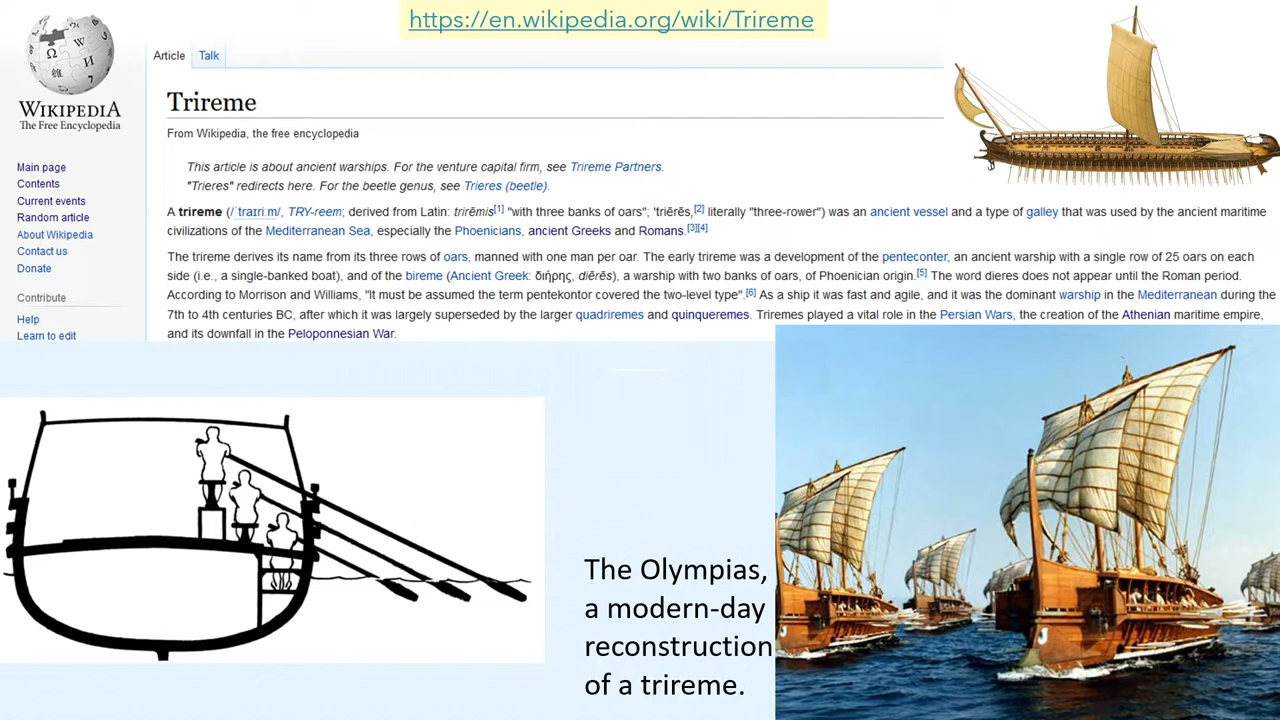 https://en.wikipedia.org/wiki/Trireme
WIKIPEDIA
The Free Encyclopedia
Main page
Contents
Current events
Random article
About Wikipedia
Contact us
Donate
Contribute
Help
Learn to edit
Article Talk
Trireme
From Wikipedia, the free encyclopedia
This article is about ancient warships. For the venture capital firm, see Trireme Partners.
"Trieres" redirects here. For the beetle genus, see Trieres (beetle).
A trireme (/ˈtraɪriːm/, TRY-reem; derived from Latin: trirēmis[1] "with three banks of oars"; 'triērēs,[2] literally "three-rower") was an ancient vessel and a type of galley that was used by the ancient maritime
civilizations of the Mediterranean Sea, especially the Phoenicians, ancient Greeks and Romans.[3][4]
The trireme derives its name from its three rows of oars, manned with one man per oar. The early trireme was a development of the penteconter, an ancient warship with a single row of 25 oars on each
side (i.e., a single-banked boat), and of the bireme (Ancient Greek: διήρης, diērēs), a warship with two banks of oars, of Phoenician origin.[5] The word dieres does not appear until the Roman period.
According to Morrison and Williams, "It must be assumed the term pentekontor covered the two-level type".[6] As a ship it was fast and agile, and it was the dominant warship in the Mediterranean during the
7th to 4th centuries BC, after which it was largely superseded by the larger quadriremes and quinqueremes. Triremes played a vital role in the Persian Wars, the creation of the Athenian maritime empire,
and its downfall in the Peloponnesian War.
The Olympias,
a modern-day
reconstruction
of a trireme.